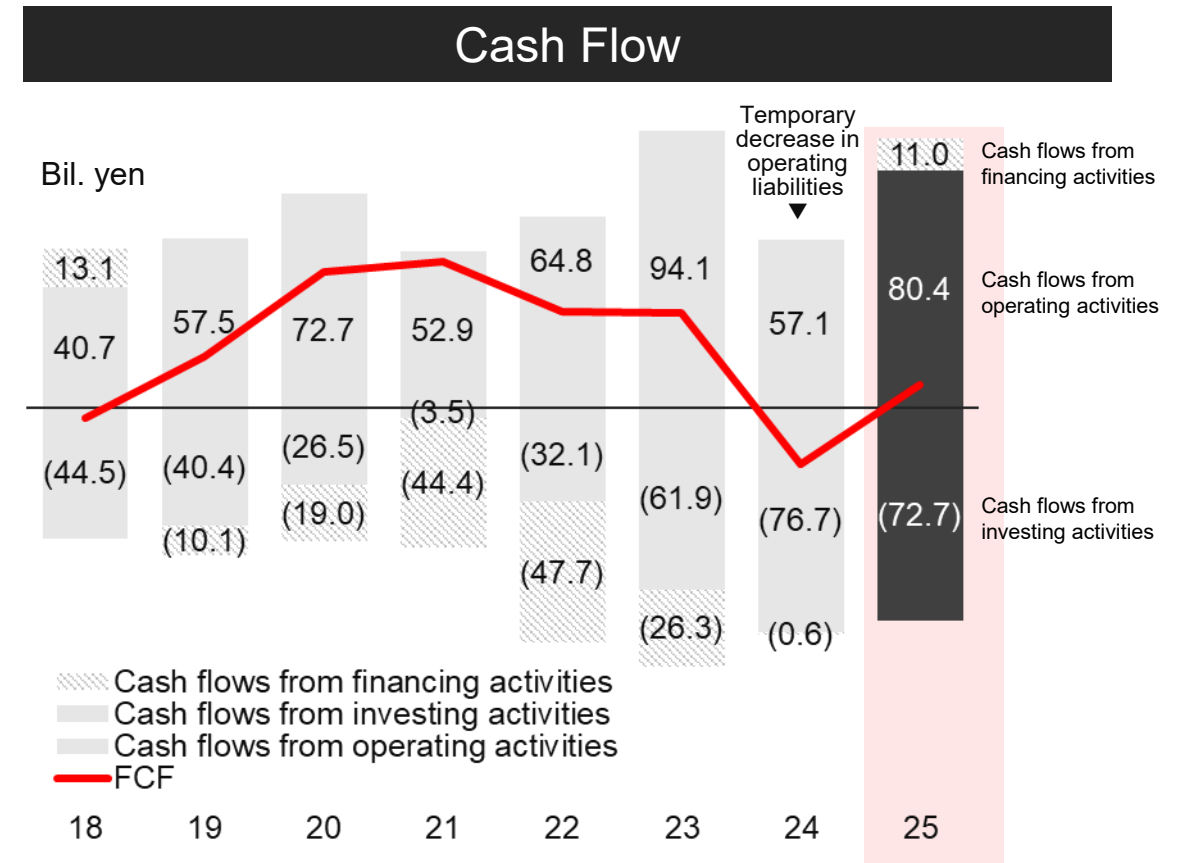 Cash Flow
Bil. yen
Temporary
decrease in
operating
liabilities
▼
11.0
Cash flows from
financing activities
13.1
64.8
94.1
80.4
Cash flows from
operating activities
40.7
57.5
72.7
52.9
57.1
(3.5)
(44.5)
(40.4)
(26.5)
(44.4)
(32.1)
(61.9)
(76.7)
(72.7)
Cash flows from
investing activities
(10.1)
(19.0)
(47.7)
(26.3)
(0.6)
Cash flows from financing activities
Cash flows from investing activities
Cash flows from operating activities
FCF
18 19 20 21 22 23 24 25